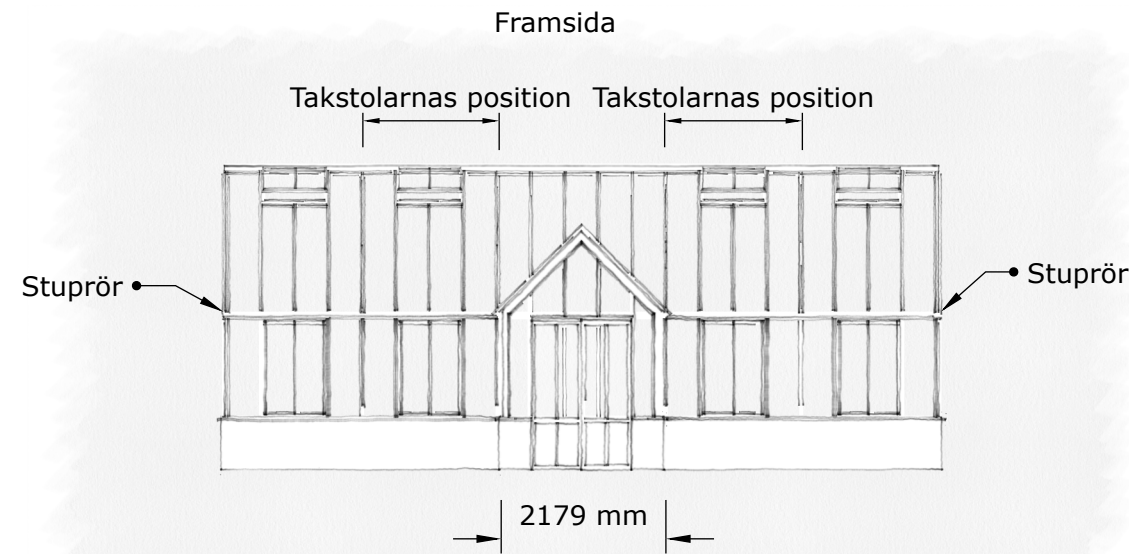 Framsida
Takstolarnas position Takstolarnas position
Stuprör
Stuprör
2179 mm